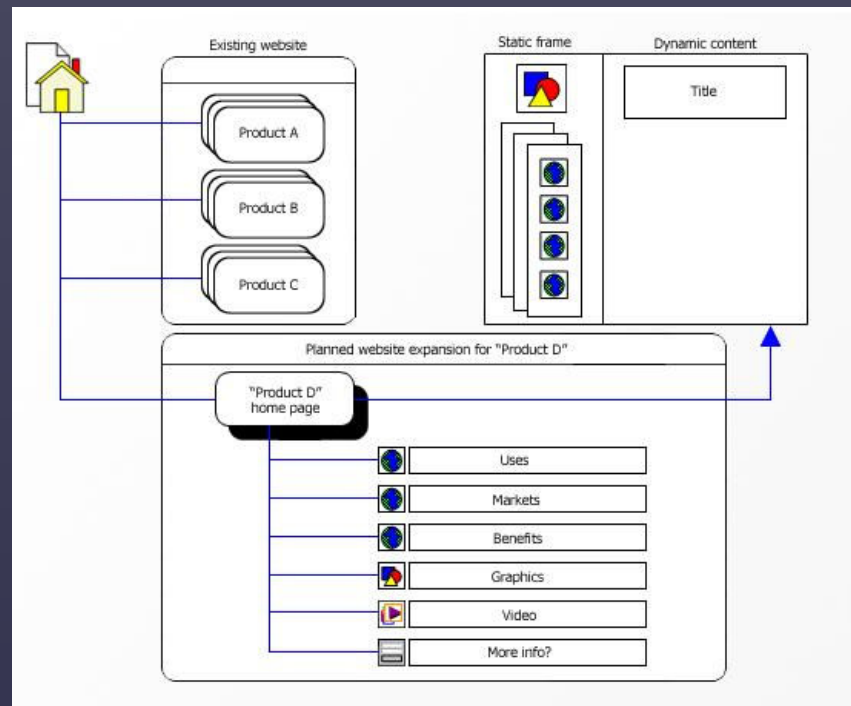 Existing website
Product A
Product B
Product C
Static frame
Dynamic content
Title
Planned website expansion for "Product D"
"Product D"
home page
Uses
Markets
Benefits
Graphics
Video
More info?